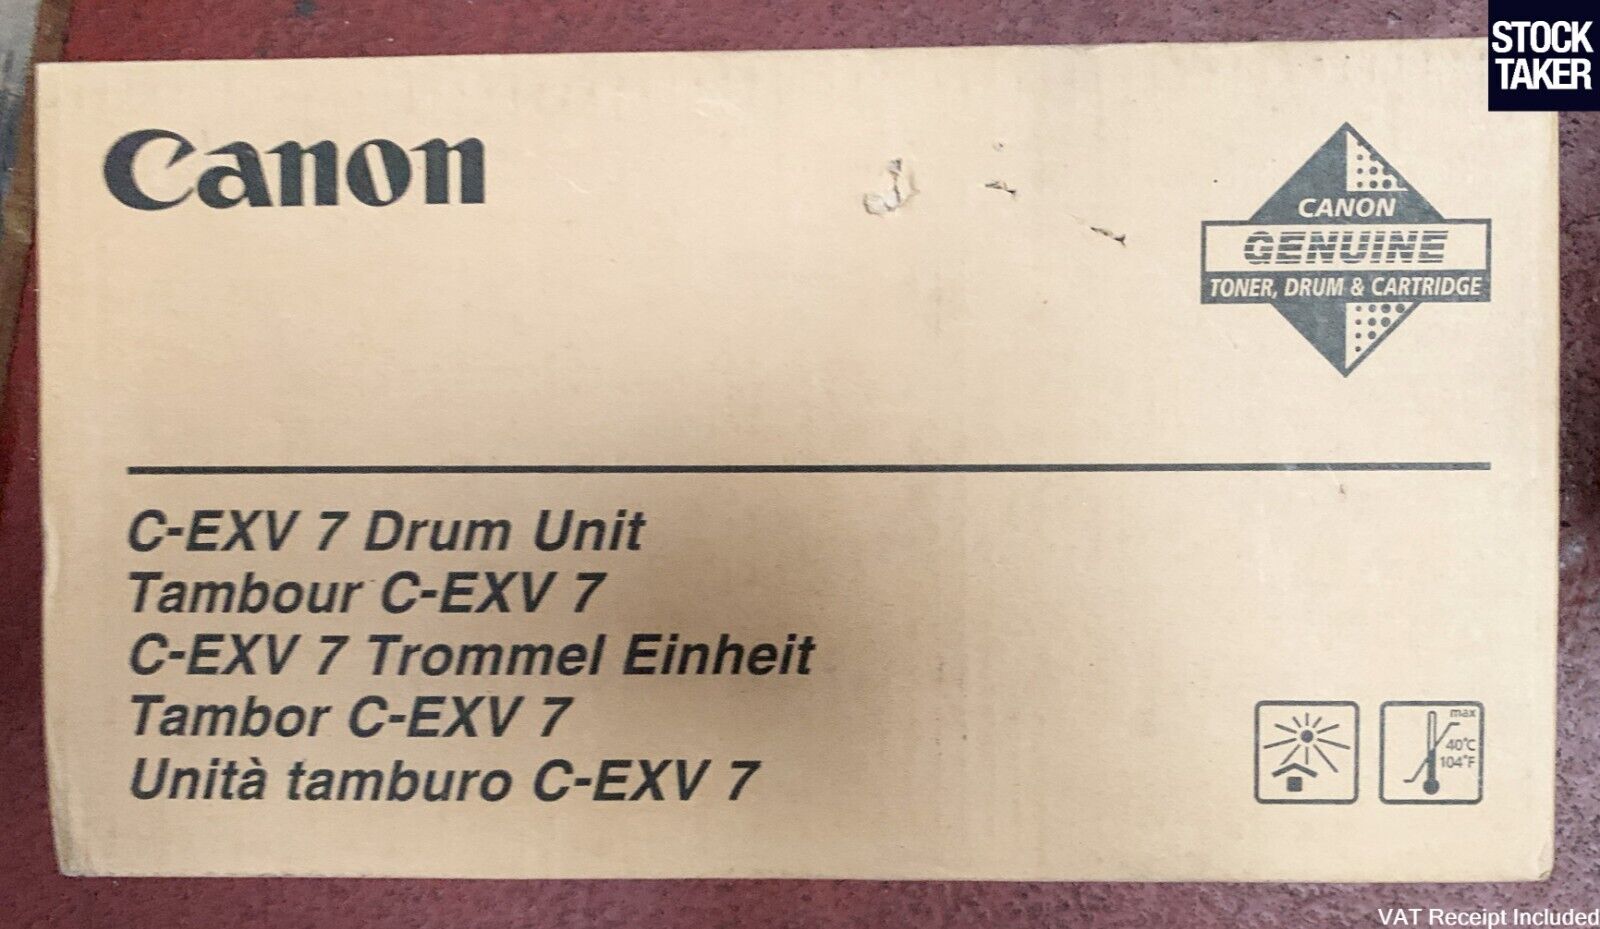 STOCK
TAKER
Canon
CANON
GENUINE
TONER, DRUM & CARTRIDGE
C-EXV 7 Drum Unit
Tambour C-EXV 7
C-EXV 7 Trommel Einheit
Tambor C-EXV 7
Unità tamburo C-EXV 7
max
40°C
104°F
VAT Receipt Included